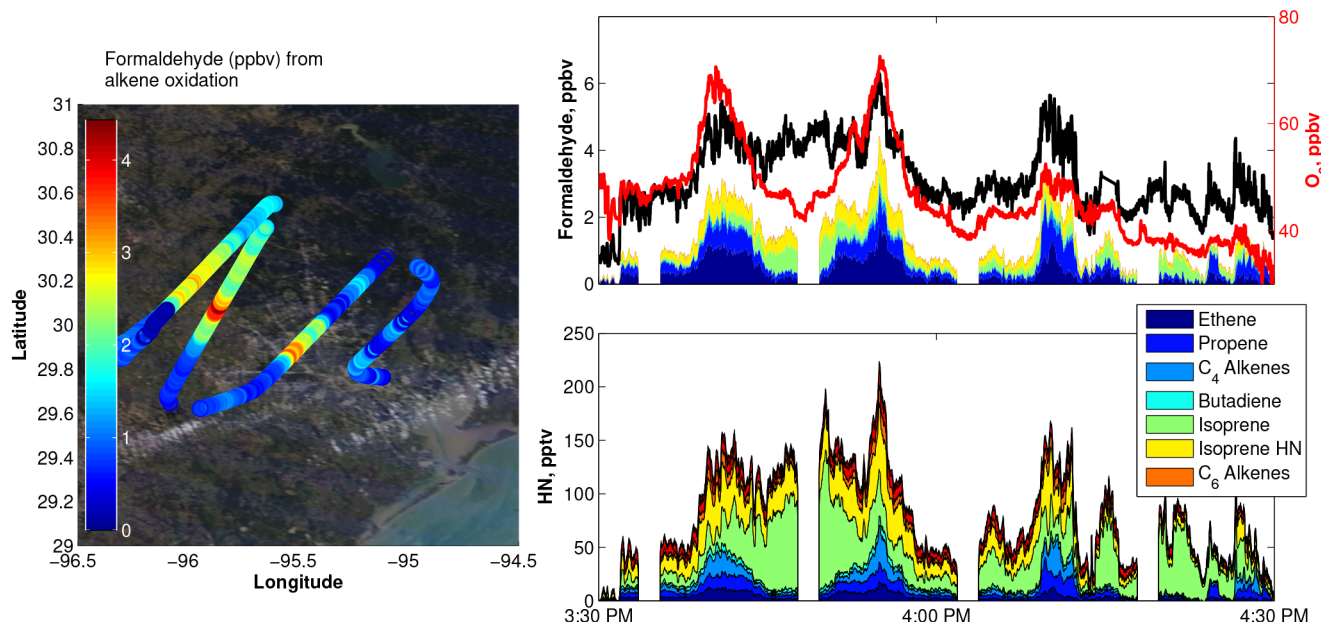 Formaldehyde (ppbv) from
alkene oxidation
31
30.8
30.6
30.4
30.2
30
29.8
29.6
29.4
29.2
29
4
3
2
1
0
−96.5
−96
−95.5
−95
−94.5
Latitude
Longitude
Formaldehyde, ppbv
6
4
2
0
80
60
40
, ppbv
HN, pptv
250
200
150
100
50
0
3:30 PM
4:00 PM
4:30 PM
Ethene
Propene
C4 Alkenes
Butadiene
Isoprene
Isoprene HN
C6 Alkenes